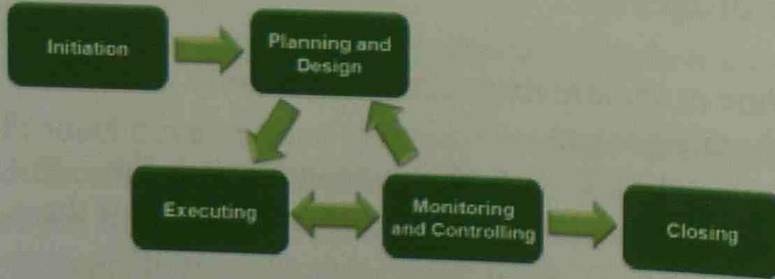 Initiation
Planning and
Design
Executing
Monitoring
and Controlling
Closing